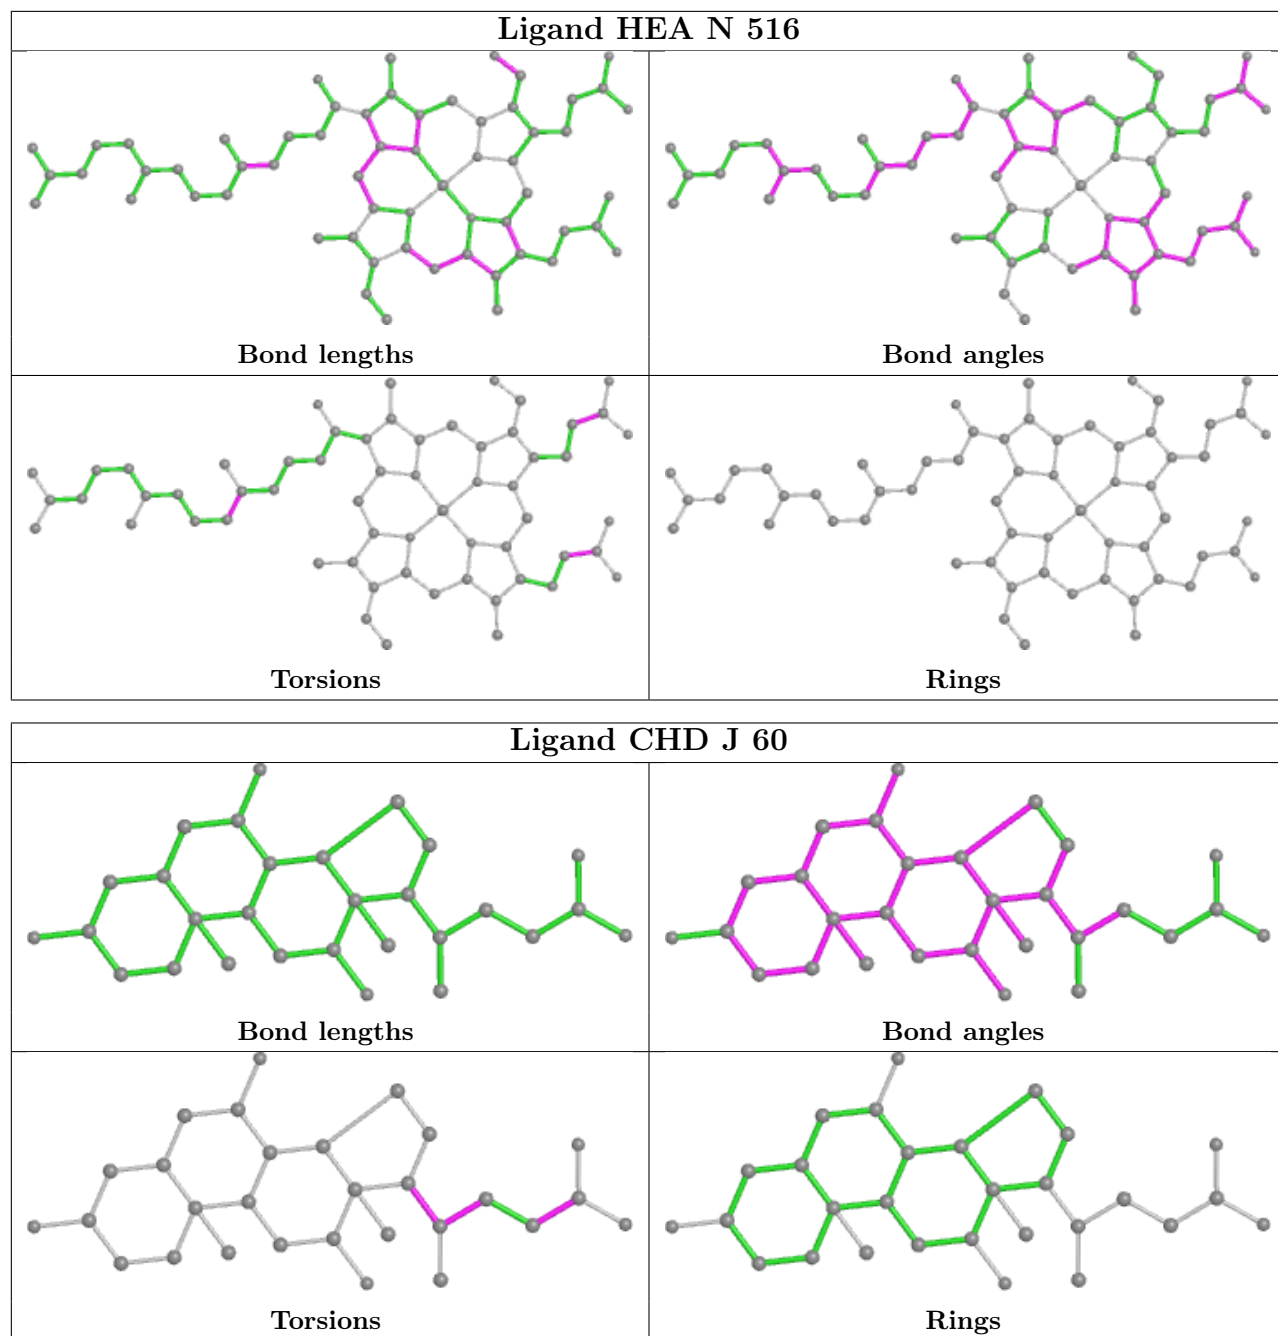 Ligand HEA N 516
Bond lengths
Bond angles
Torsions
Rings
Ligand CHD J 60
Bond lengths
Bond angles
Torsions
Rings